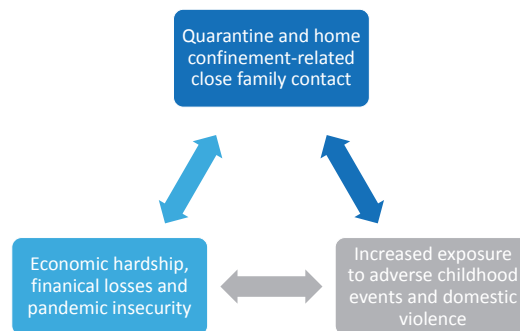 Quarantine and home
confinement-related
close family contact
Economic hardship,
finanical losses and
pandemic insecurity
Increased exposure
to adverse childhood
events and domestic
violence